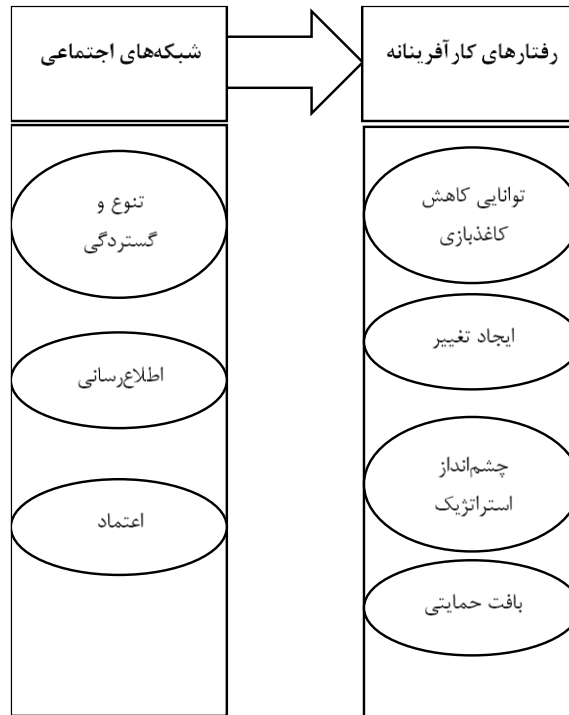 رفتارهای کارآفرینانه
توانایی کاهش
کاغذبازی
ایجاد تغییر
چشم‌انداز
استراتژیک
بافت حمایتی
شبکه‌های اجتماعی
تنوع و
گستردگی
اطلاع‌رسانی
اعتماد